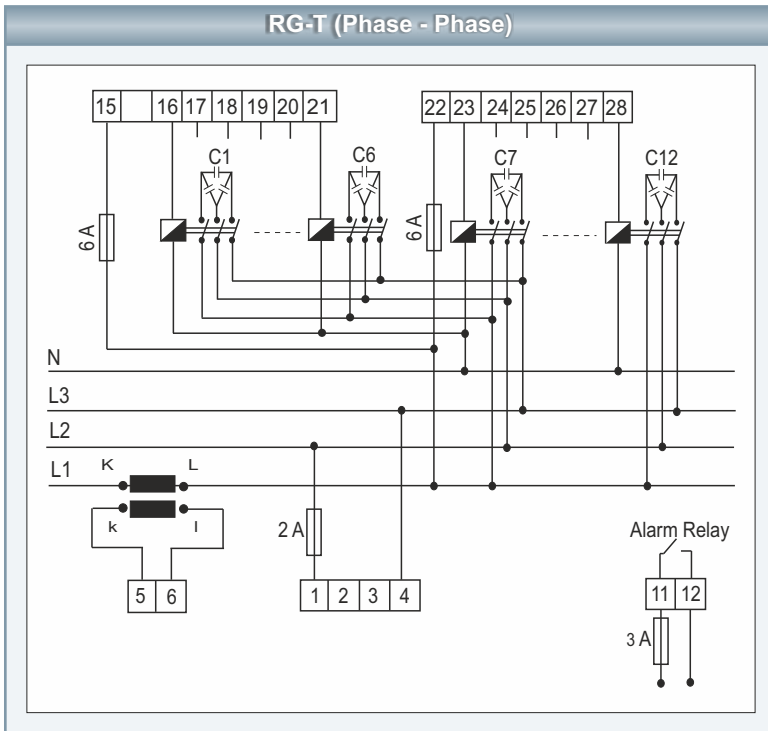 RG-T (Phase - Phase)
15 16 17 18 19 20 21
22 23 24 25 26 27 28
C1
C6
C7
C12
6 A
6 A
N
L3
L2
L1
K L
k l
2 A
Alarm Relay
5 6
1 2 3 4
11 12
3 A